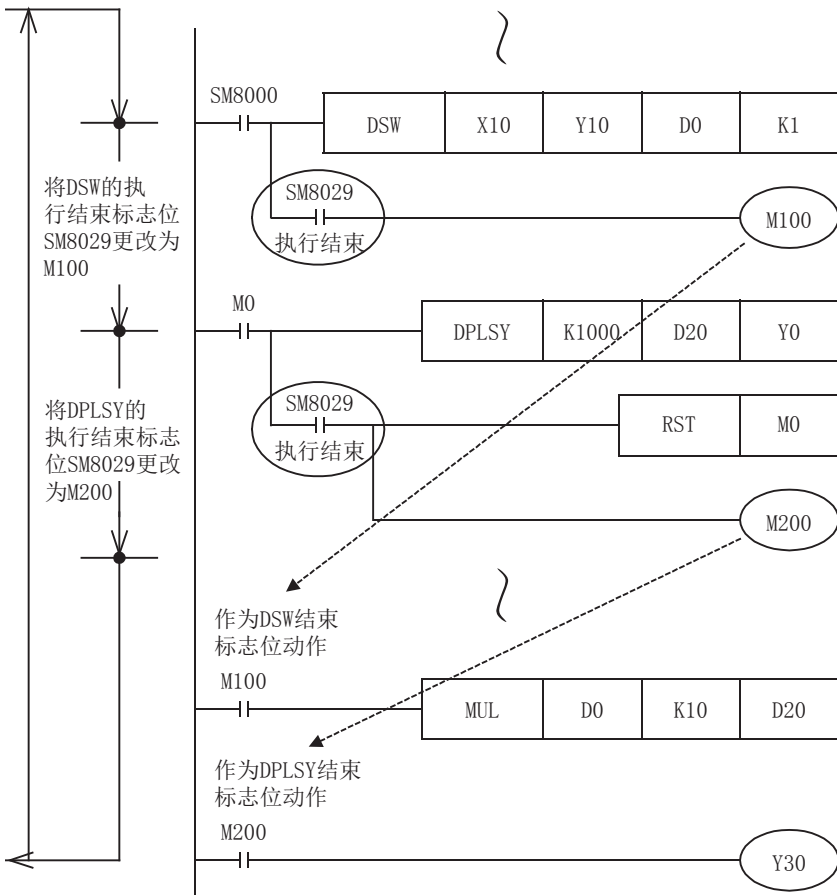 SM8000
DSW X10 Y10 D0 K1
将DSW的执
行结束标志位
SM8029更改为
M100
SM8029
执行结束
M100
M0
DPLSY K1000 D20 Y0
将DPLSY的
执行结束标志
位SM8029更改
为M200
SM8029
执行结束
RST M0
M200
作为DSW结束
标志位动作
M100
MUL D0 K10 D20
作为DPLSY结束
标志位动作
M200
Y30